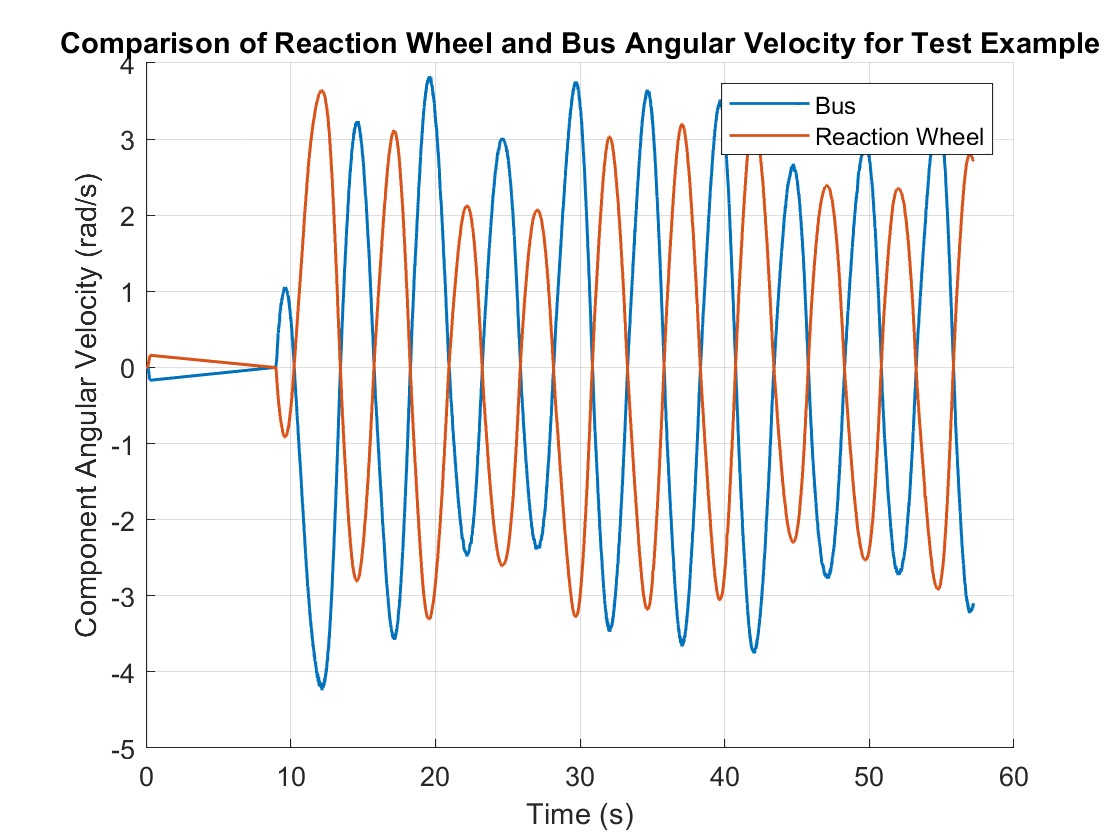 Comparison of Reaction Wheel and Bus Angular Velocity for Test Example
Bus
Reaction Wheel
Component Angular Velocity (rad/s)
4
3
2
1
0
-1
-2
-3
-4
-5
0 10 20 30 40 50 60
Time (s)